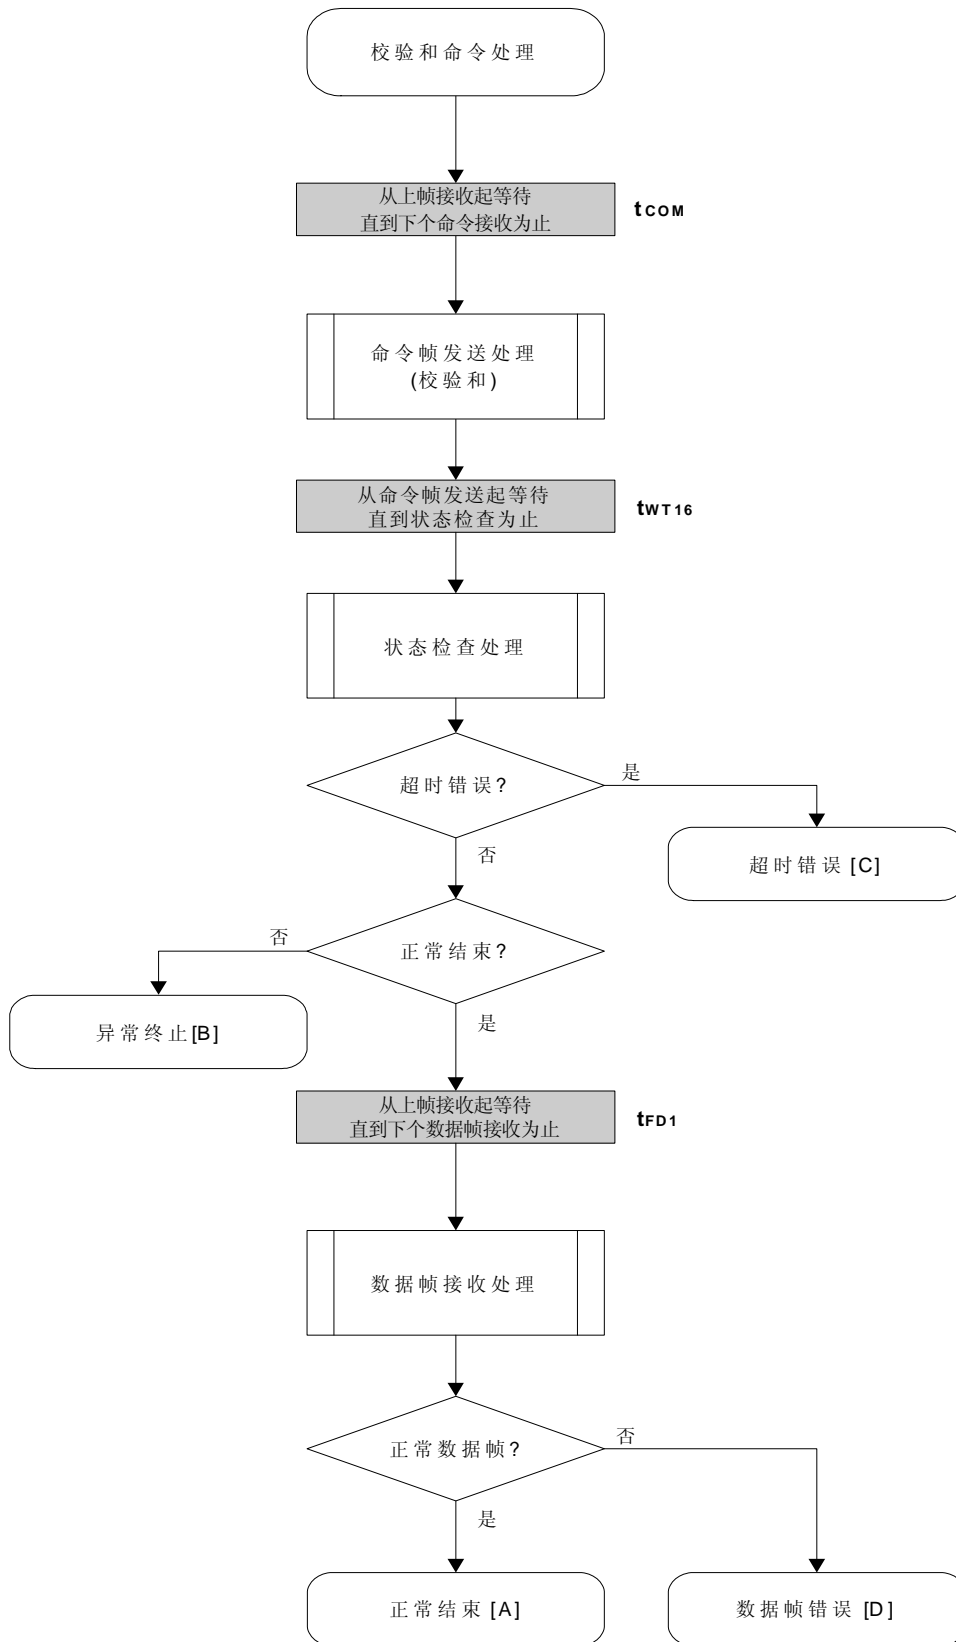 校验和命令处理
从上帧接收起等待
直到下个命令接收为止
tCOM
命令帧发送处理
(校验和)
从命令帧发送起等待
直到状态检查为止
tWT16
状态检查处理
超时错误?
是
超时错误 [C]
否
正常结束?
否
异常终止[B]
是
从上帧接收起等待
直到下个数据帧接收为止
tFD1
数据帧接收处理
正常数据帧?
否
是
正常结束 [A]
数据帧错误 [D]